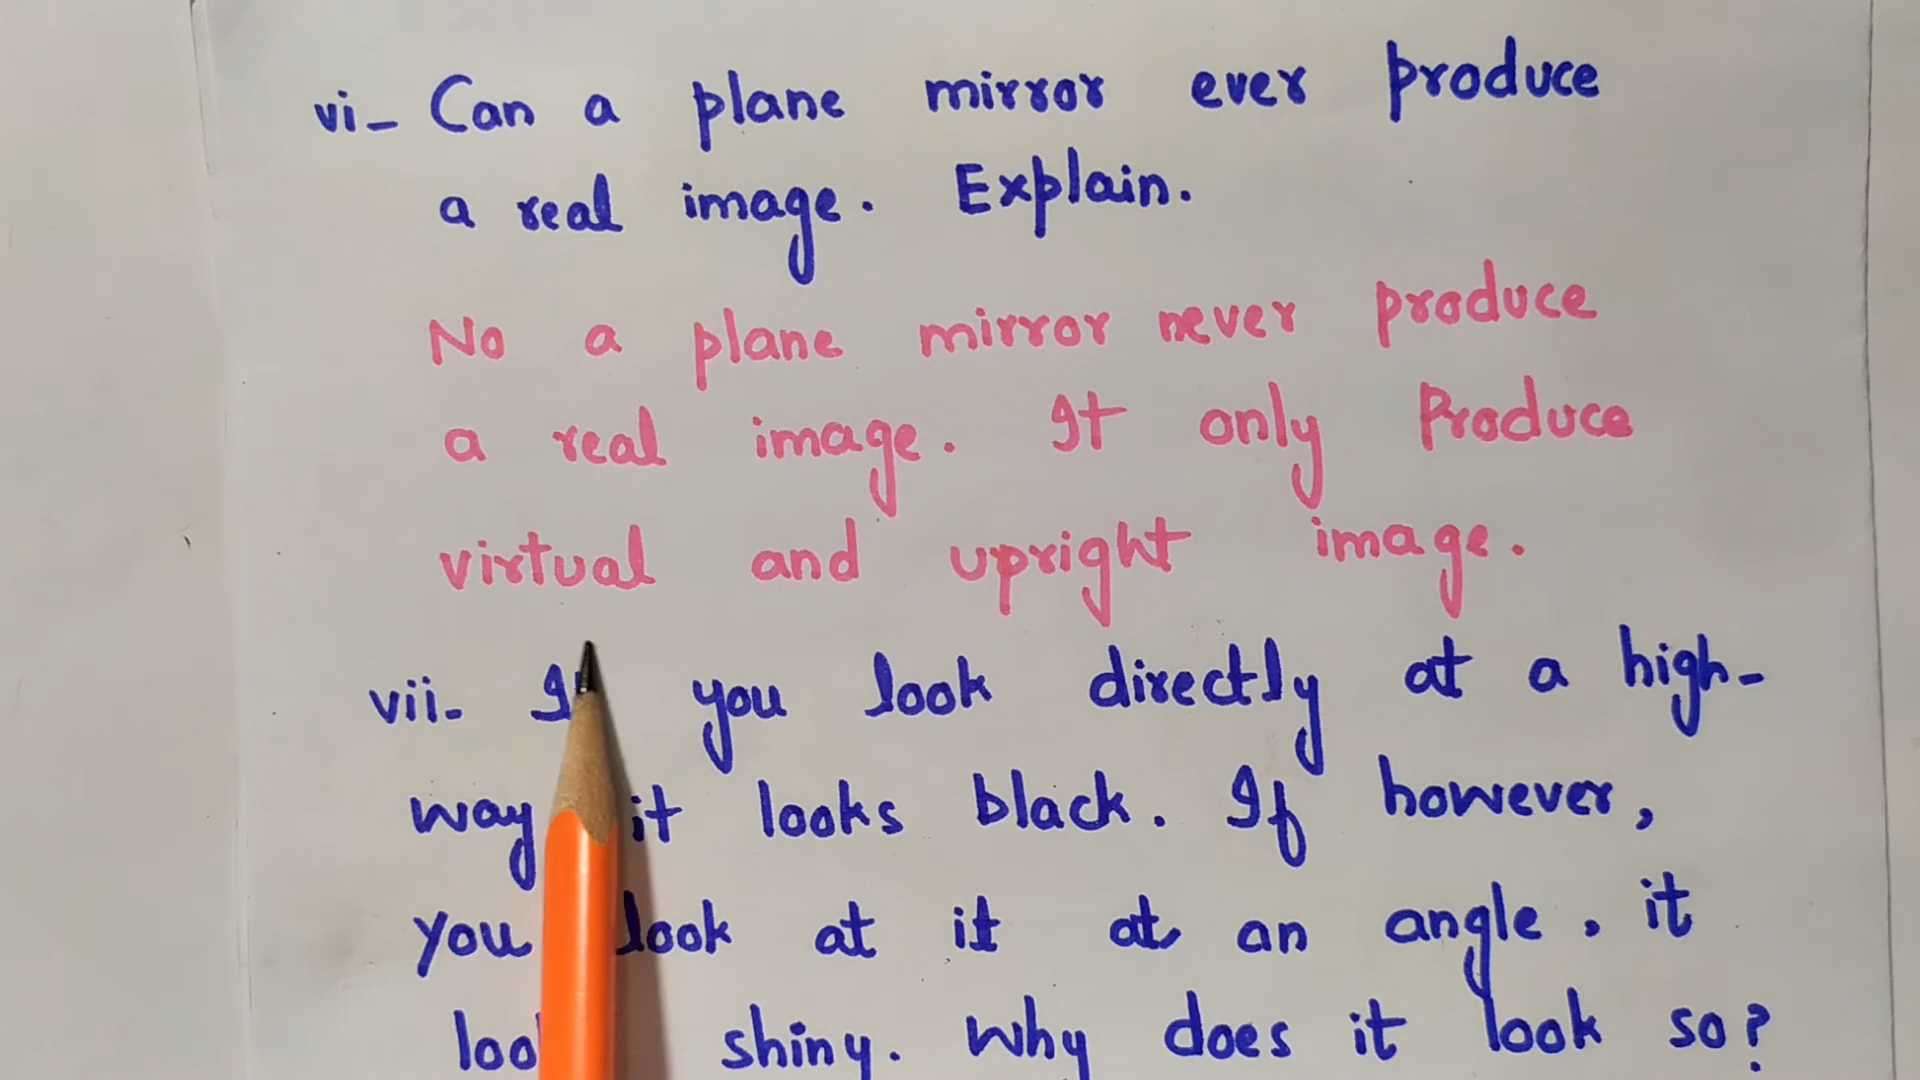 vi- Can a plane mirror ever produce
a real image. Explain.
No a plane mirror never produce
a real image. It only Produce
virtual and upright image.
vii- you look directly at a high-
way it looks black. If however,
you look at it at an angle, it
shiny. Why does it look so?